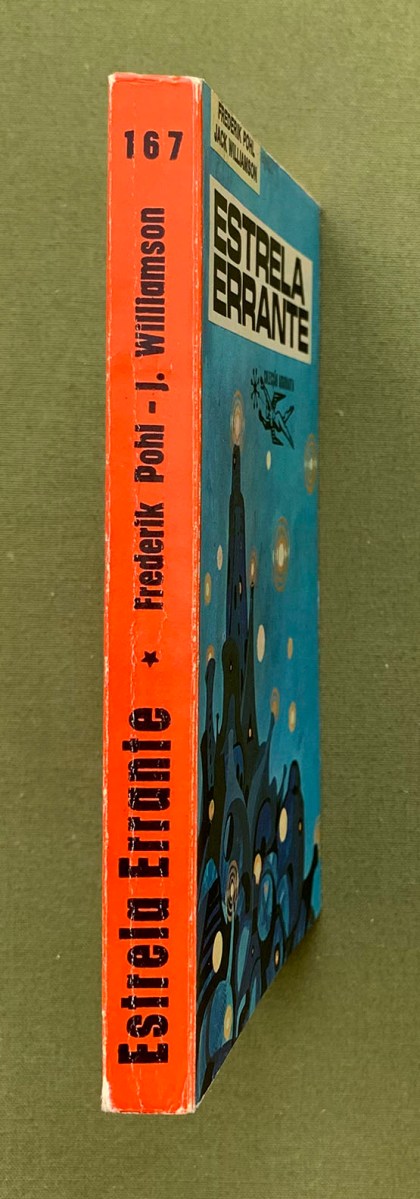 167
Estrela Errante ★ Frederik Pohl - J. Williamson
FREDERIK POHL
JACK WILLIAMSON
ESTRELA
ERRANTE